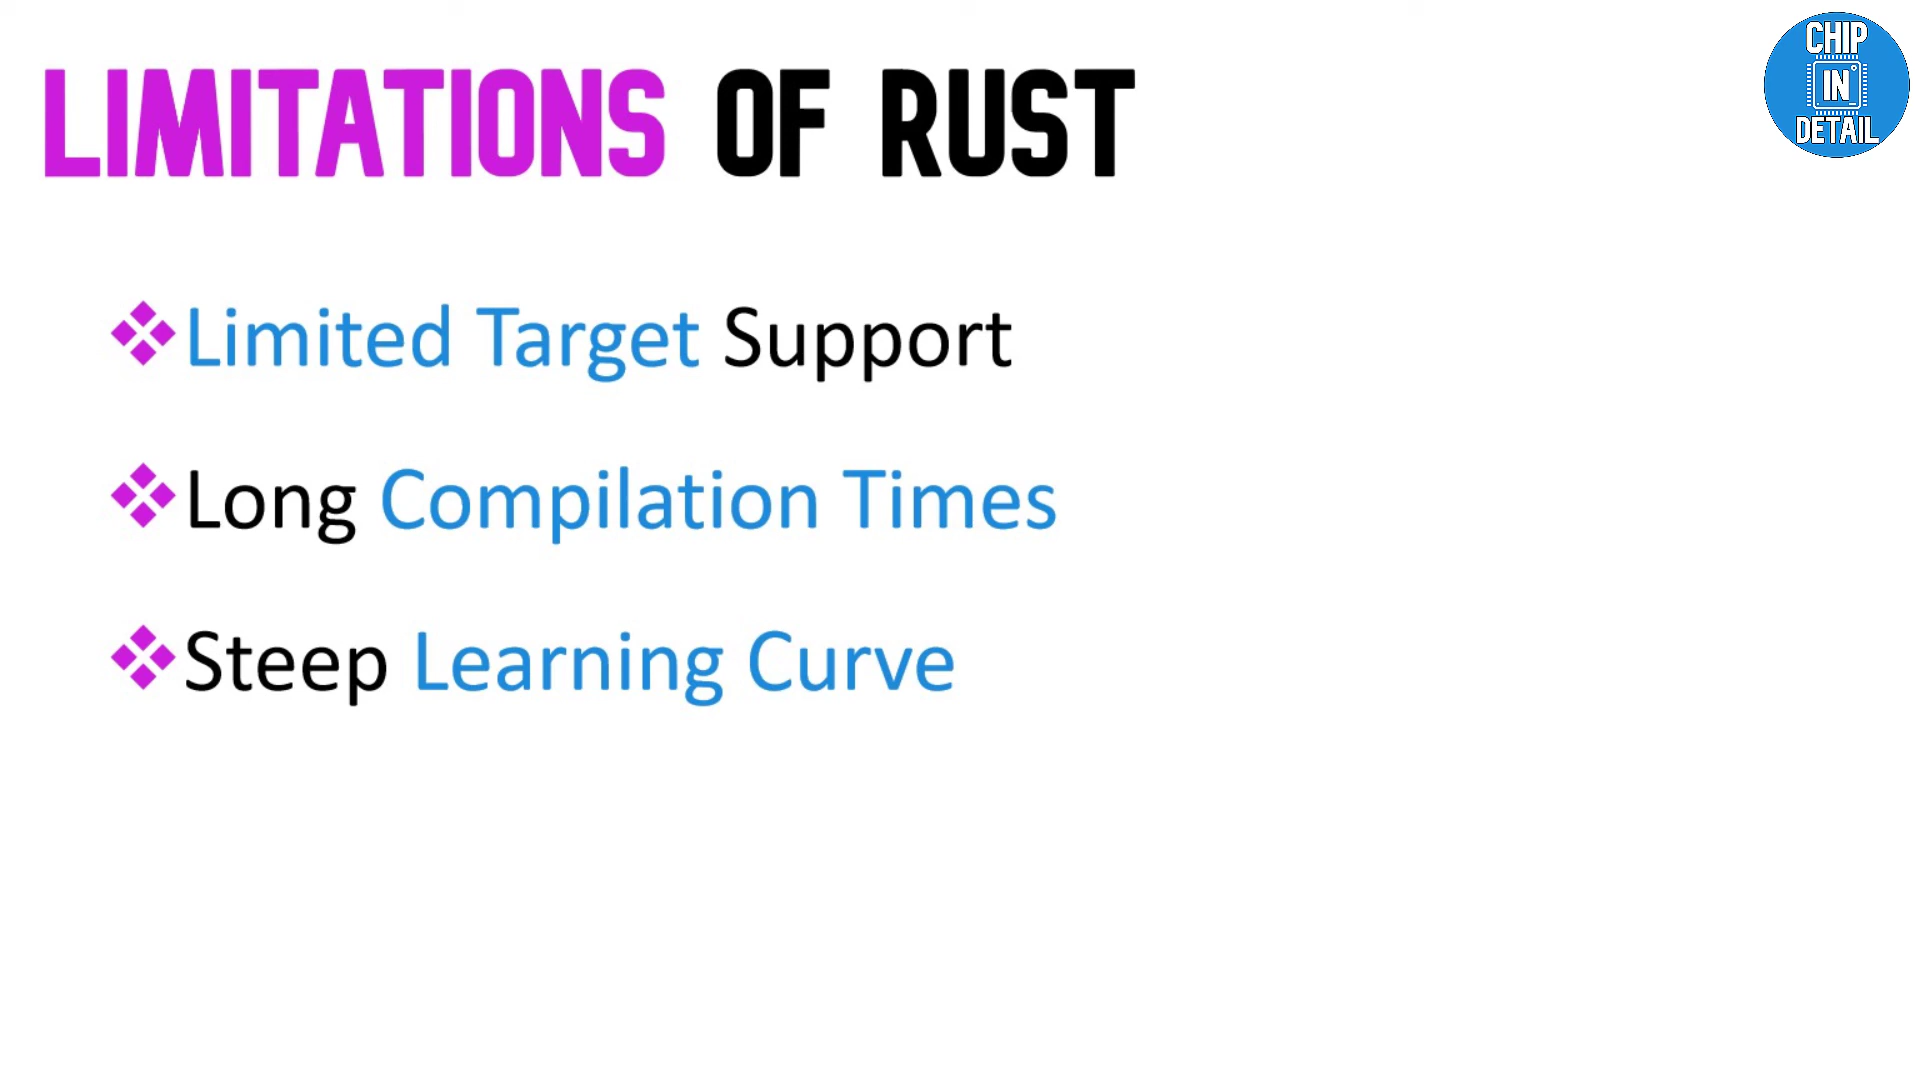 LIMITATIONS OF RUST
CHIP
IN
DETAIL
Limited Target Support
Long Compilation Times
Steep Learning Curve